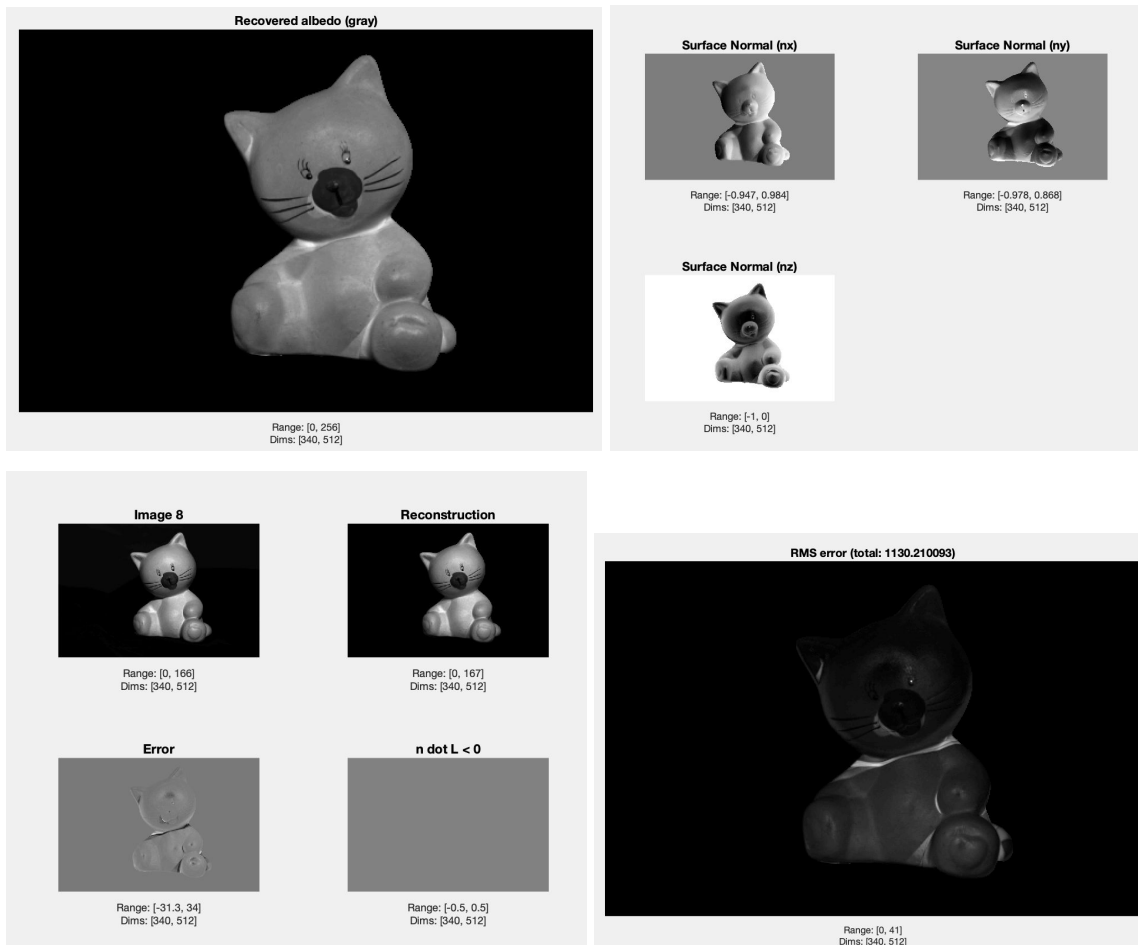 Recovered albedo (gray)
Range: [0, 256]
Dims: [340, 512]
Surface Normal (nx)
Range: [-0.947, 0.984]
Dims: [340, 512]
Surface Normal (ny)
Range: [-0.978, 0.868]
Dims: [340, 512]
Surface Normal (nz)
Range: [-1, 0]
Dims: [340, 512]
Image 8
Range: [0, 166]
Dims: [340, 512]
Reconstruction
Range: [0, 167]
Dims: [340, 512]
Error
Range: [-31.3, 34]
Dims: [340, 512]
n dot L < 0
Range: [-0.5, 0.5]
Dims: [340, 512]
RMS error (total: 1130.210093)
Range: [0, 41]
Dims: [340, 512]